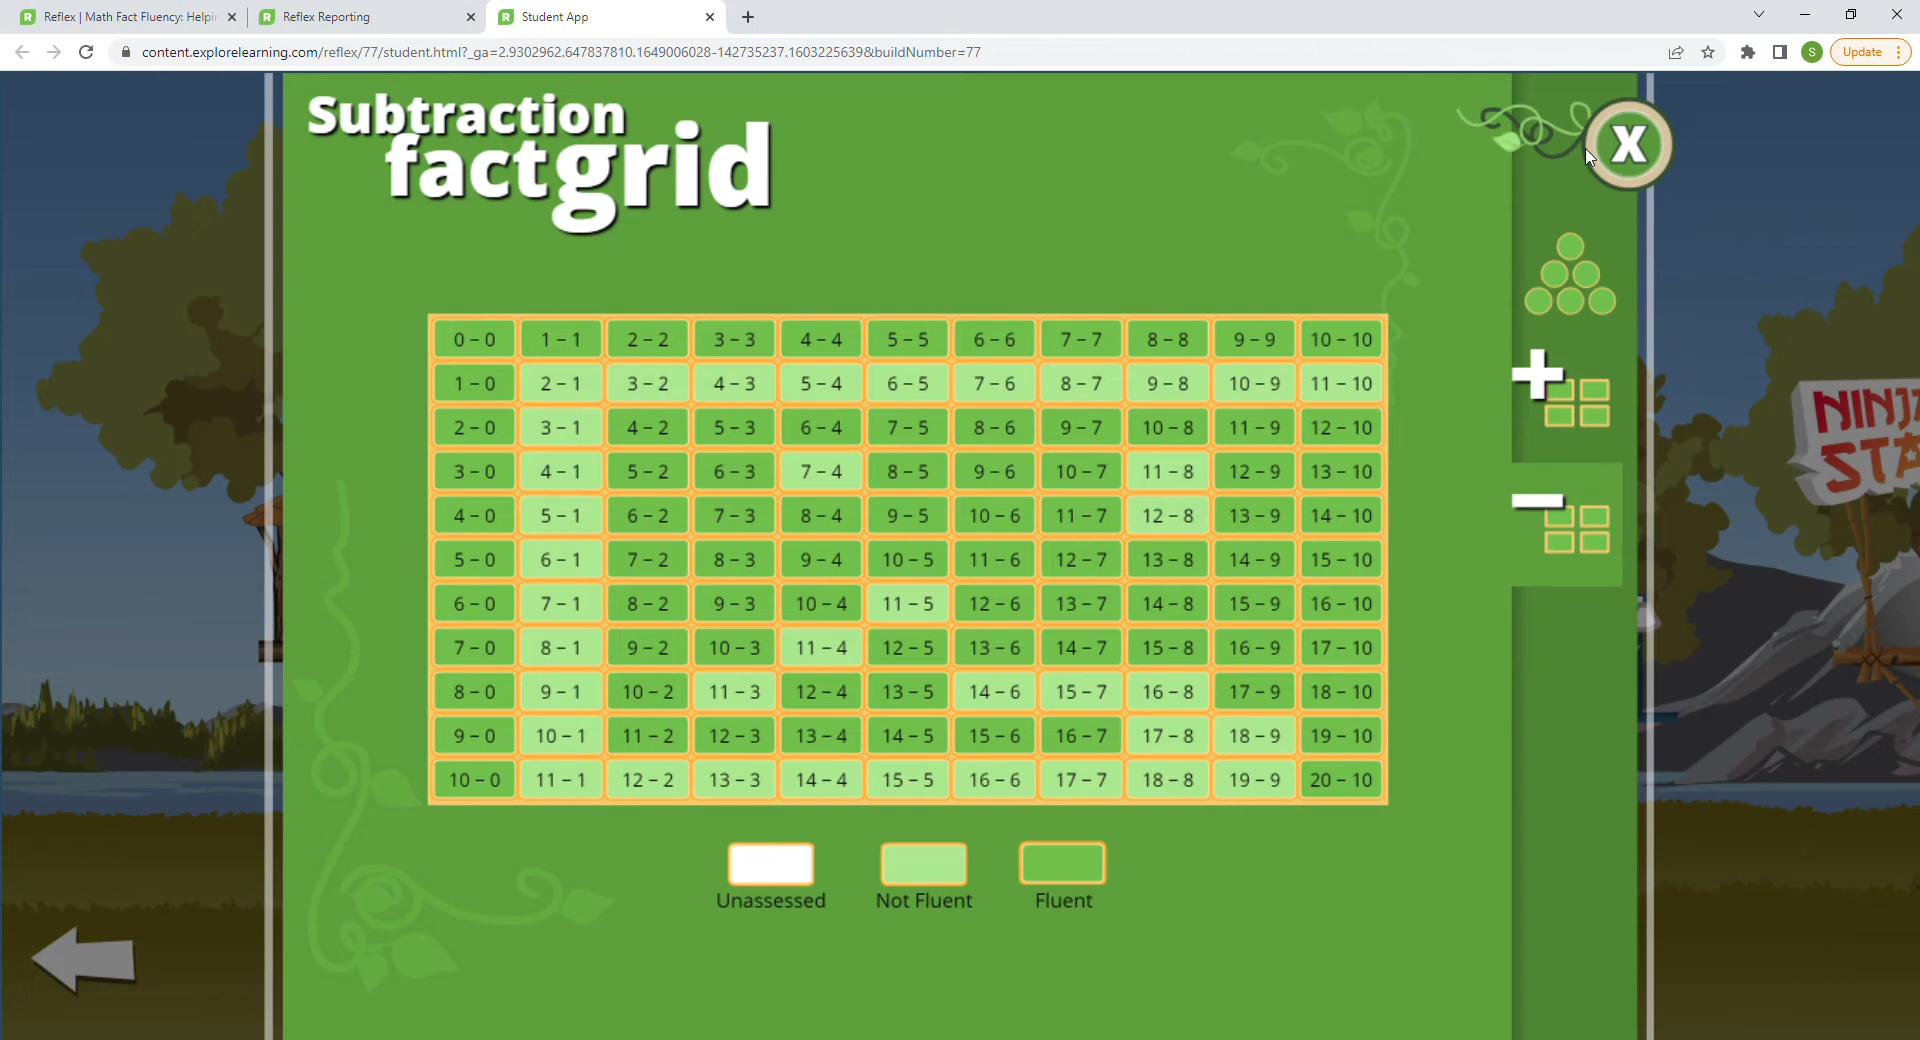 Reflex | Math Fact Fluency: Helpi
Reflex Reporting
Student App
content.explorelearning.com/reflex/77/student.html?_ga=2.9302962.647837810.1649006028-142735237.1603225639&buildNumber=77
S
Update
Subtraction
factgrid
X
0 – 0 1 – 1 2 – 2 3 – 3 4 – 4 5 – 5 6 – 6 7 – 7 8 – 8 9 – 9 10 – 10
1 – 0 2 – 1 3 – 2 4 – 3 5 – 4 6 – 5 7 – 6 8 – 7 9 – 8 10 – 9 11 – 10
2 – 0 3 – 1 4 – 2 5 – 3 6 – 4 7 – 5 8 – 6 9 – 7 10 – 8 11 – 9 12 – 10
3 – 0 4 – 1 5 – 2 6 – 3 7 – 4 8 – 5 9 – 6 10 – 7 11 – 8 12 – 9 13 – 10
4 – 0 5 – 1 6 – 2 7 – 3 8 – 4 9 – 5 10 – 6 11 – 7 12 – 8 13 – 9 14 – 10
5 – 0 6 – 1 7 – 2 8 – 3 9 – 4 10 – 5 11 – 6 12 – 7 13 – 8 14 – 9 15 – 10
6 – 0 7 – 1 8 – 2 9 – 3 10 – 4 11 – 5 12 – 6 13 – 7 14 – 8 15 – 9 16 – 10
7 – 0 8 – 1 9 – 2 10 – 3 11 – 4 12 – 5 13 – 6 14 – 7 15 – 8 16 – 9 17 – 10
8 – 0 9 – 1 10 – 2 11 – 3 12 – 4 13 – 5 14 – 6 15 – 7 16 – 8 17 – 9 18 – 10
9 – 0 10 – 1 11 – 2 12 – 3 13 – 4 14 – 5 15 – 6 16 – 7 17 – 8 18 – 9 19 – 10
10 – 0 11 – 1 12 – 2 13 – 3 14 – 4 15 – 5 16 – 6 17 – 7 18 – 8 19 – 9 20 – 10
Unassessed Not Fluent Fluent
+
–
NINJ
STA